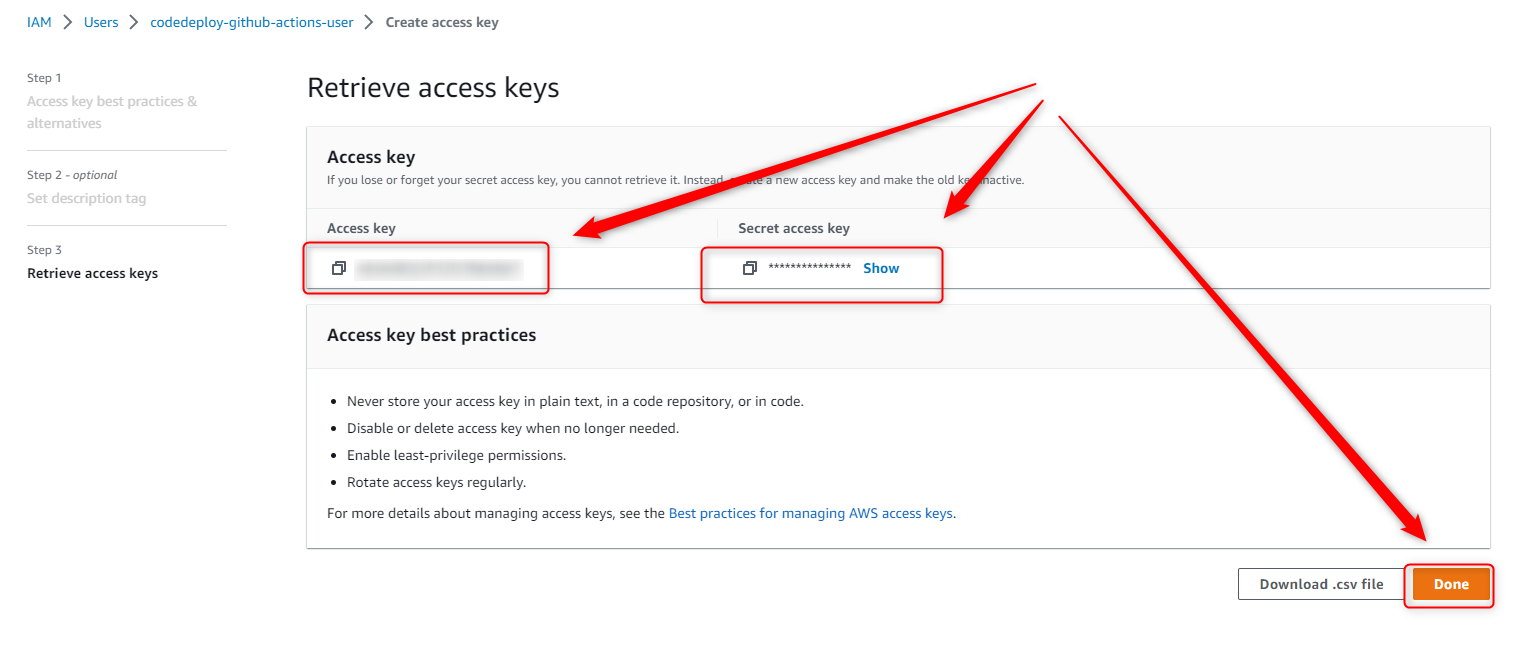 IAM > Users > codedeploy-github-actions-user > Create access key
Step 1
Access key best practices &
alternatives
Step 2 - optional
Set description tag
Step 3
Retrieve access keys
Retrieve access keys
Access key
If you lose or forget your secret access key, you cannot retrieve it. Instead, a new access key and make the old inactive.
Access key
Secret access key
*************** Show
Access key best practices
• Never store your access key in plain text, in a code repository, or in code.
• Disable or delete access key when no longer needed.
• Enable least-privilege permissions.
• Rotate access keys regularly.
For more details about managing access keys, see the Best practices for managing AWS access keys.
Download .csv file
Done